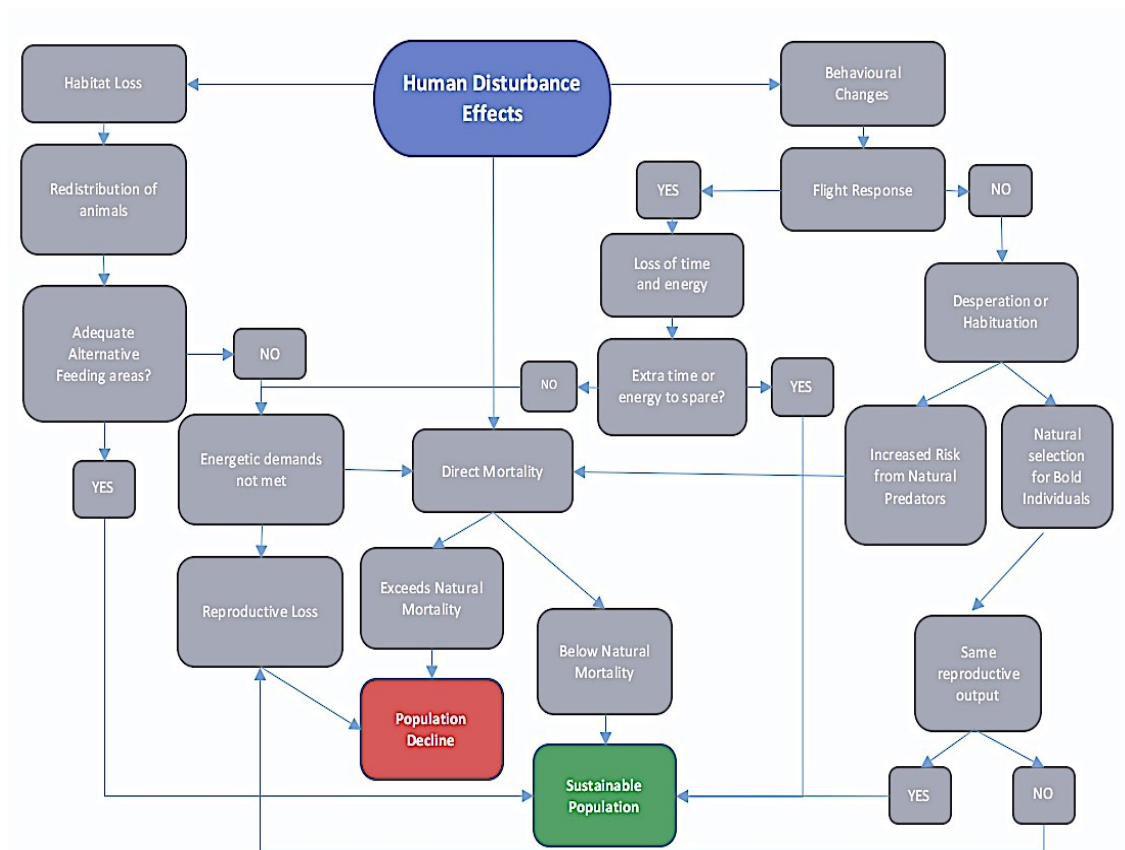 Human Disturbance
Effects
Habitat Loss
Behavioural
Changes
Redistribution of
animals
YES
Flight Response
NO
Loss of time
and energy
Desperation or
Habituation
Adequate
Alternative
Feeding areas?
NO
NO
Extra time or
energy to spare?
YES
YES
Energetic demands
not met
Direct Mortality
Increased Risk
from Natural
Predators
Natural
selection
for Bold
Individuals
Reproductive Loss
Exceeds Natural
Mortality
Below Natural
Mortality
Same
reproductive
output
Population
Decline
Sustainable
Population
YES
NO